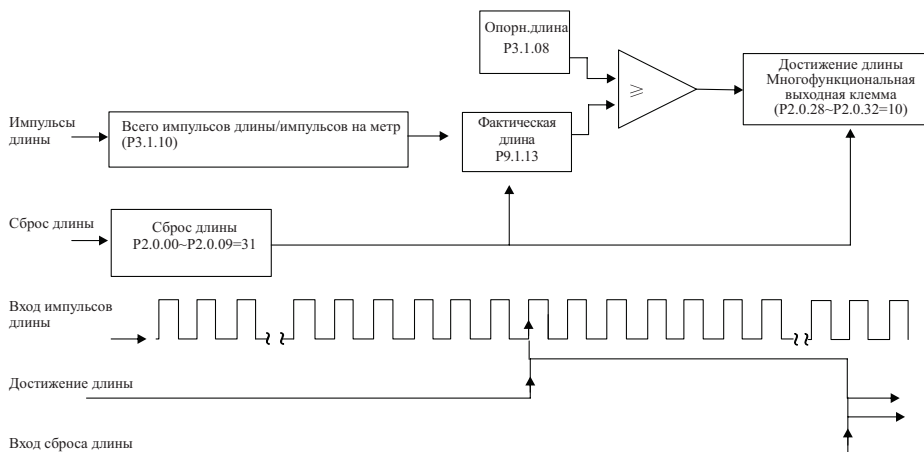 Опорн.длина
P3.1.08
Достижение длины
Многофункциональная
выходная клемма
(P2.0.28~P2.0.32=10)
≥
Импульсы
длины
Всего импульсов длины/импульсов на метр
(P3.1.10)
Фактическая
длина
P9.1.13
Сброс длины
Сброс длины
P2.0.00~P2.0.09=31
Вход импульсов
длины
Достижение длины
Вход сброса длины